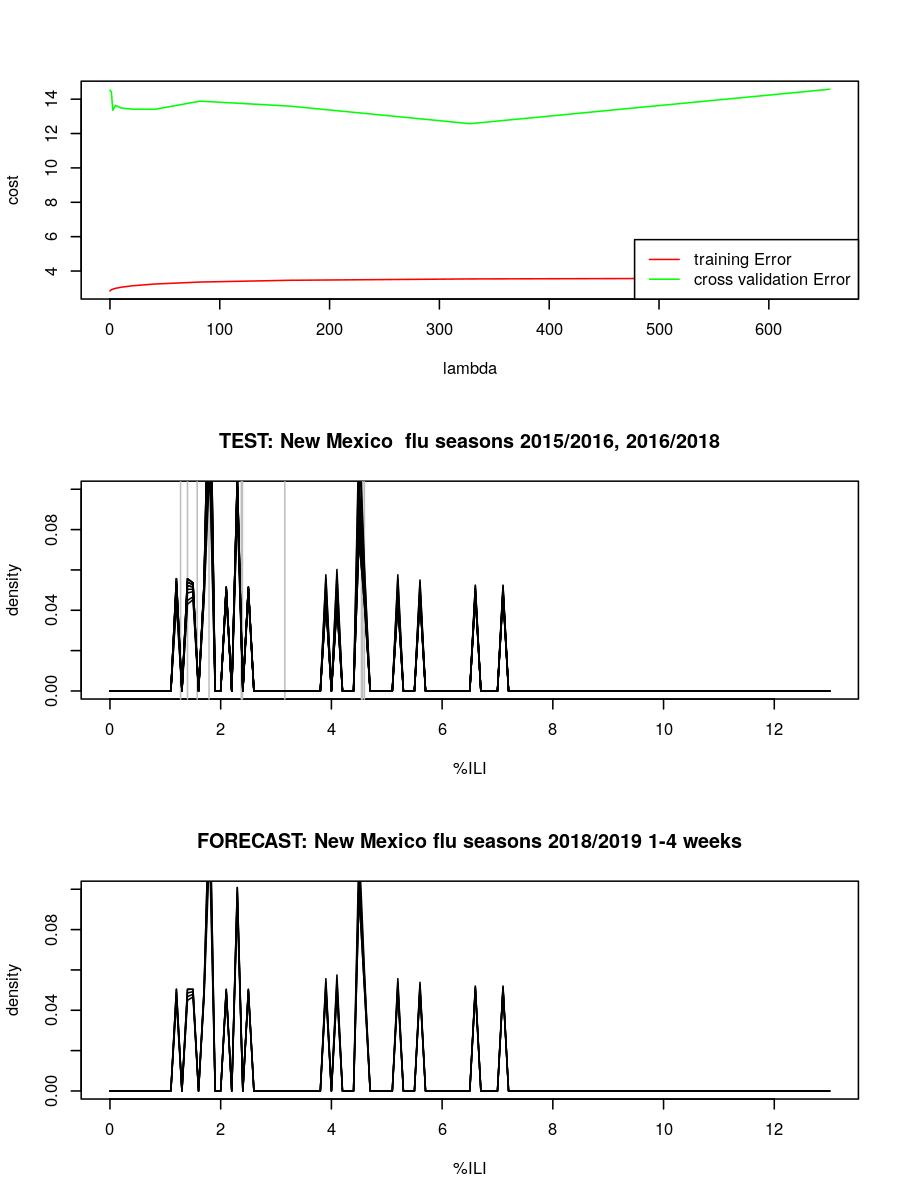 cost
4
6
8
10
12
14
training Error
cross validation Error
0 100 200 300 400 500 600
lambda
TEST: New Mexico  flu seasons 2015/2016, 2016/2018
density
0.00
0.04
0.08
0 2 4 6 8 10 12
%ILI
FORECAST: New Mexico flu seasons 2018/2019 1-4 weeks
density
0.00
0.04
0.08
0 2 4 6 8 10 12
%ILI